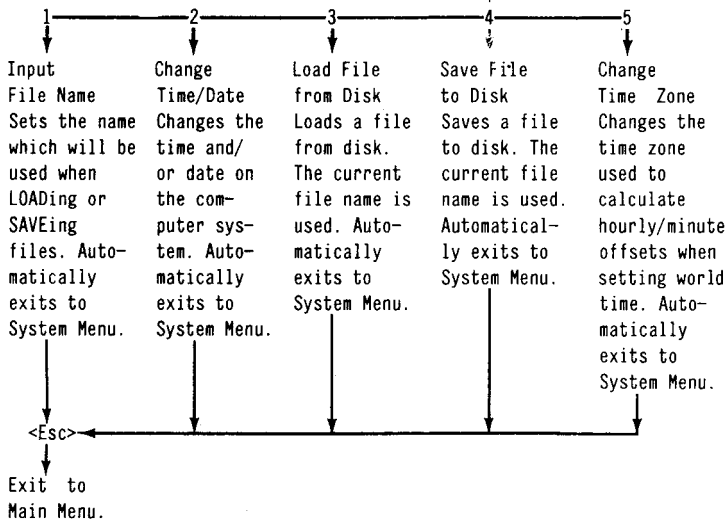 1 2 3 4 5
Input
File Name
Sets the name
which will be
used when
LOADing or
SAVEing
files. Auto-
matically
exits to
System Menu.
Change
Time/Date
Changes the
time and/
or date on
the com-
puter sys-
tem. Auto-
matically
exits to
System Menu.
Load File
from Disk
Loads a file
from disk.
The current
file name is
used. Auto-
matically
exits to
System Menu.
Save File
to Disk
Saves a file
to disk. The
current file
name is used.
Automatical-
ly exits to
System Menu.
Change
Time Zone
Changes the
time zone
used to
calculate
hourly/minute
offsets when
setting world
time. Auto-
matically
exits to
System Menu.
<Esc>
Exit to
Main Menu.